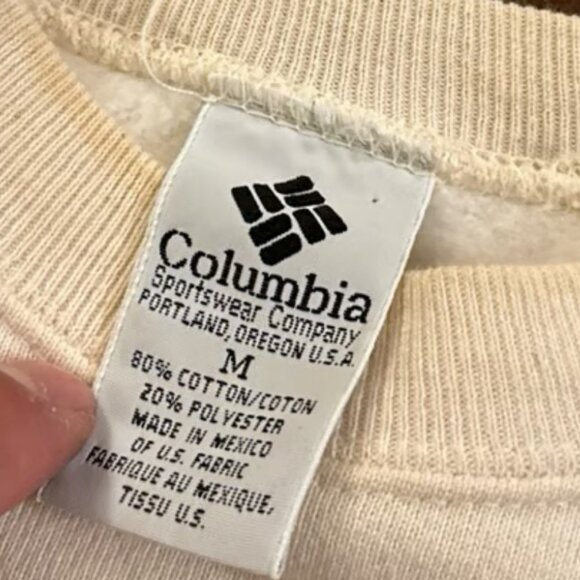 Columbia
Sportswear Company
PORTLAND, OREGON U.S.A.
M
80% COTTON/COTON
20% POLYESTER
MADE IN MEXICO
OF U.S. FABRIC
FABRIQUE AU MEXIQUE,
TISSU U.S.